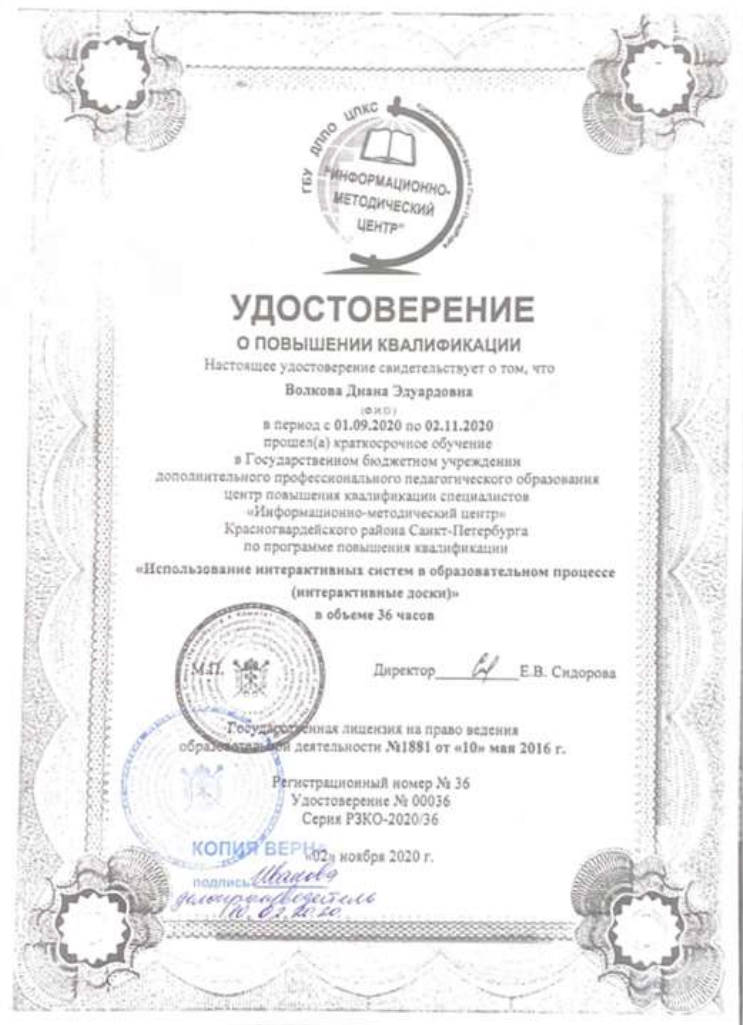 ГБУ ДППО ЦПКС
"ИНФОРМАЦИОННО-
МЕТОДИЧЕСКИЙ
ЦЕНТР"
УДОСТОВЕРЕНИЕ
О ПОВЫШЕНИИ КВАЛИФИКАЦИИ
Настоящее удостоверение свидетельствует о том, что
Волкова Диана Эдуардовна
(Ф.И.О)
в период с 01.09.2020 по 02.11.2020
прошел(а) краткосрочное обучение
в Государственном бюджетном учреждении
дополнительного профессионального педагогического образования
центр повышения квалификации специалистов
«Информационно-методический центр»
Красногвардейского района Санкт-Петербурга
по программе повышения квалификации
«Использование интерактивных систем в образовательном процессе
(интерактивные доски)»
в объеме 36 часов
М.П.
Директор Е.В. Сидорова
Государственная лицензия на право ведения
образовательной деятельности №1881 от «10» мая 2016 г.
Регистрационный номер № 36
Удостоверение № 00036
Серия РЗКО-2020/36
КОПИЯ ВЕРНА
«02» ноября 2020 г.
подпись
делопроизводитель